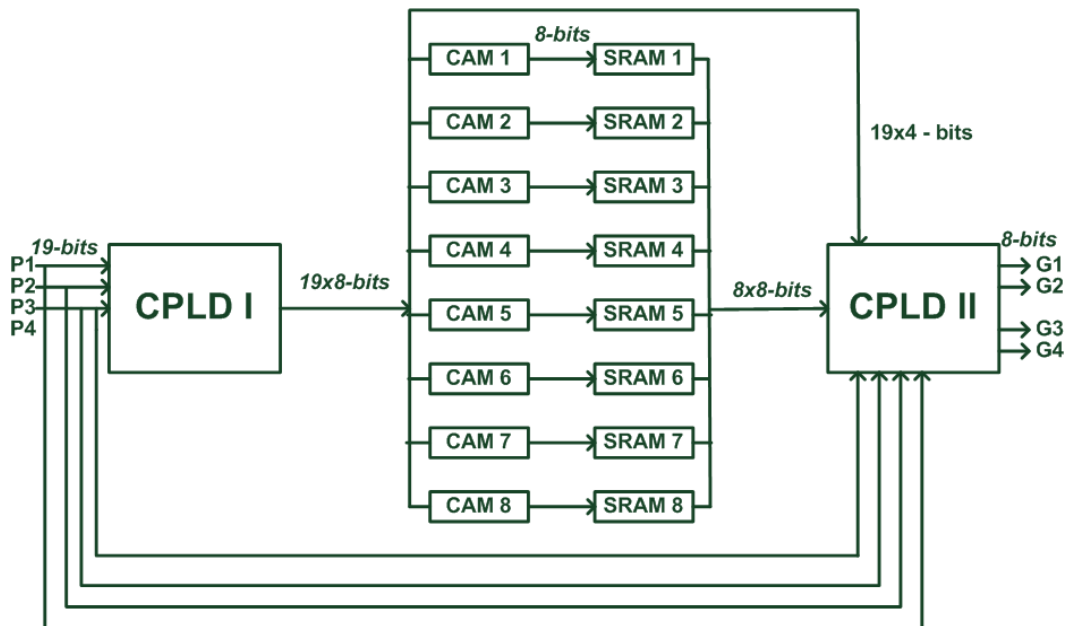 8-bits
CAM 1
SRAM 1
CAM 2
SRAM 2
19x4 - bits
CAM 3
SRAM 3
19-bits
P1
P2
P3
P4
CPLD I
19x8-bits
CAM 4
SRAM 4
CAM 5
SRAM 5
8x8-bits
CPLD II
8-bits
G1
G2
G3
G4
CAM 6
SRAM 6
CAM 7
SRAM 7
CAM 8
SRAM 8